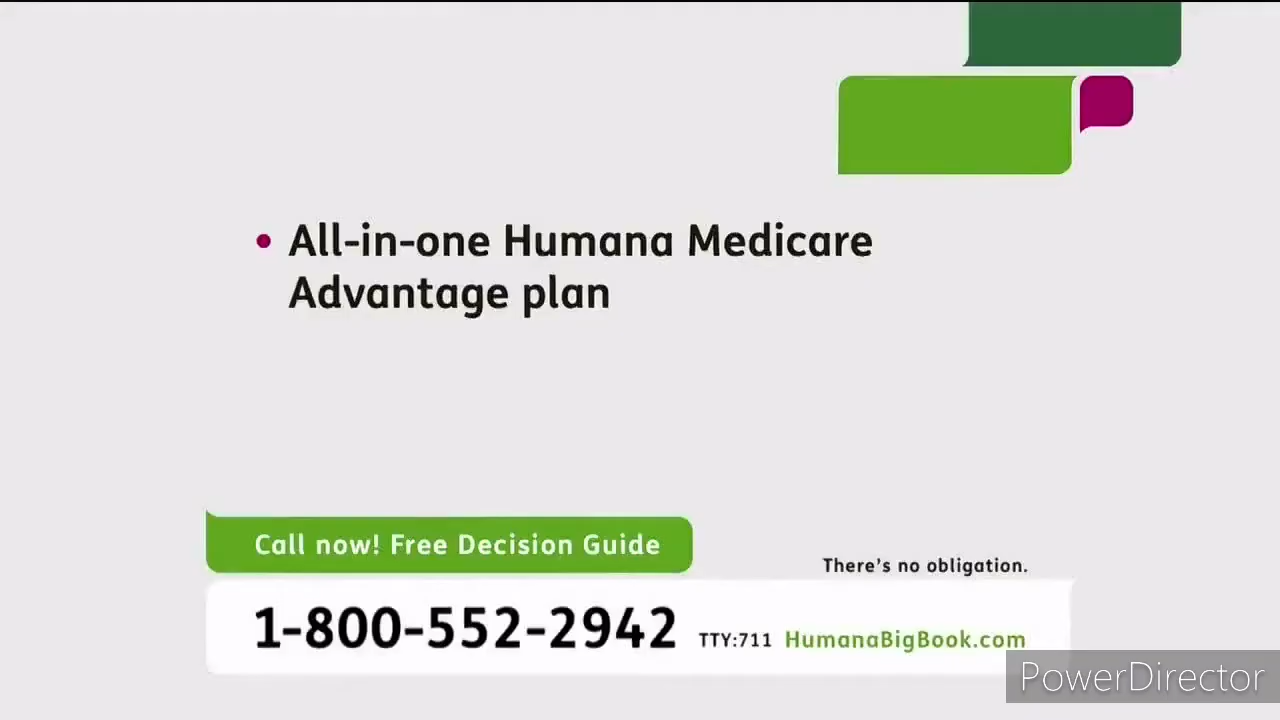 • All-in-one Humana Medicare
Advantage plan
Call now! Free Decision Guide
There's no obligation.
1-800-552-2942 TTY:711 HumanaBigBook.com
PowerDirector